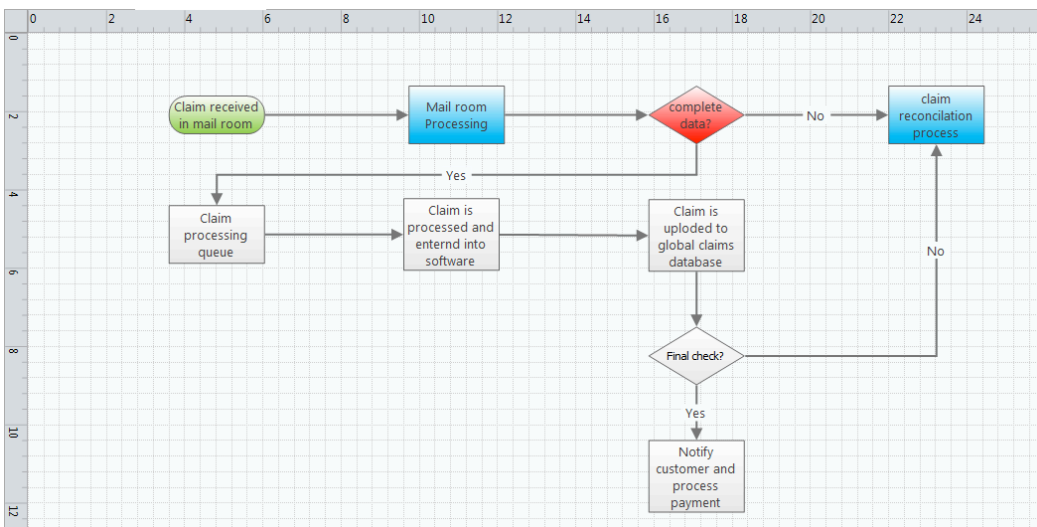 0 2 4 6 8 10 12 14 16 18 20 22 24
0
2
4
6
8
10
12
Claim received
in mail room
Mail room
Processing
complete
data?
No
claim
reconcilation
process
Yes
Claim
processing
queue
Claim is
processed and
enternd into
software
Claim is
uploded to
global claims
database
No
Final check?
Yes
Notify
customer and
process
payment